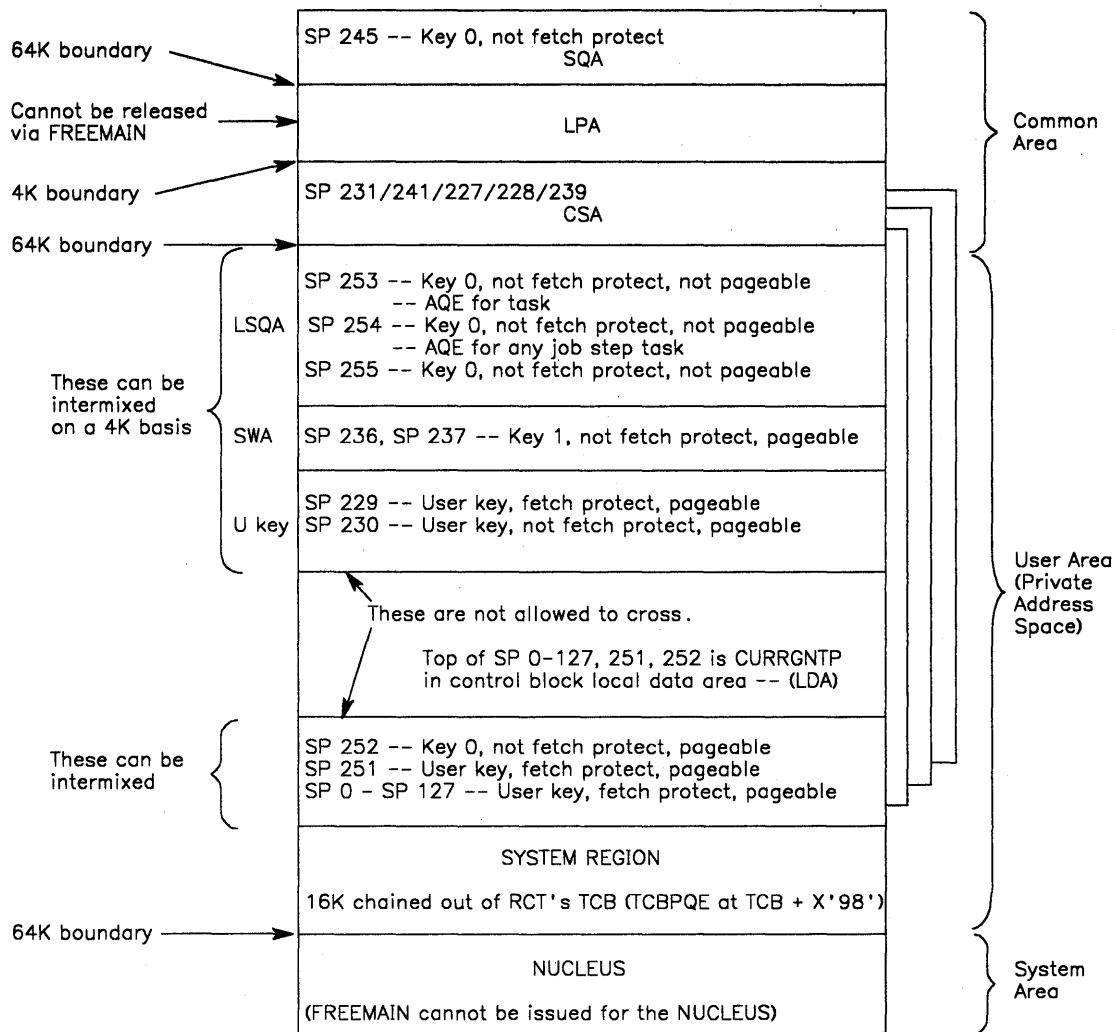 SP 245 -- Key 0, not fetch protect
SQA
64K boundary
Cannot be released
via FREEMAIN
LPA
Common
Area
4K boundary
SP 231/241/227/228/239
CSA
64K boundary
SP 253 -- Key 0, not fetch protect, not pageable
-- AQE for task
LSQA
SP 254 -- Key 0, not fetch protect, not pageable
-- AQE for any job step task
SP 255 -- Key 0, not fetch protect, not pageable
These can be
intermixed
on a 4K basis
SWA
SP 236, SP 237 -- Key 1, not fetch protect, pageable
SP 229 -- User key, fetch protect, pageable
U key
SP 230 -- User key, not fetch protect, pageable
User Area
(Private
Address
Space)
These are not allowed to cross.
Top of SP 0-127, 251, 252 is CURRGNTP
in control block local data area -- (LDA)
These can be
intermixed
SP 252 -- Key 0, not fetch protect, pageable
SP 251 -- User key, fetch protect, pageable
SP 0 - SP 127 -- User key, fetch protect, pageable
SYSTEM REGION
16K chained out of RCT's TCB (TCBPQE at TCB + X'98')
64K boundary
NUCLEUS
(FREEMAIN cannot be issued for the NUCLEUS)
System
Area